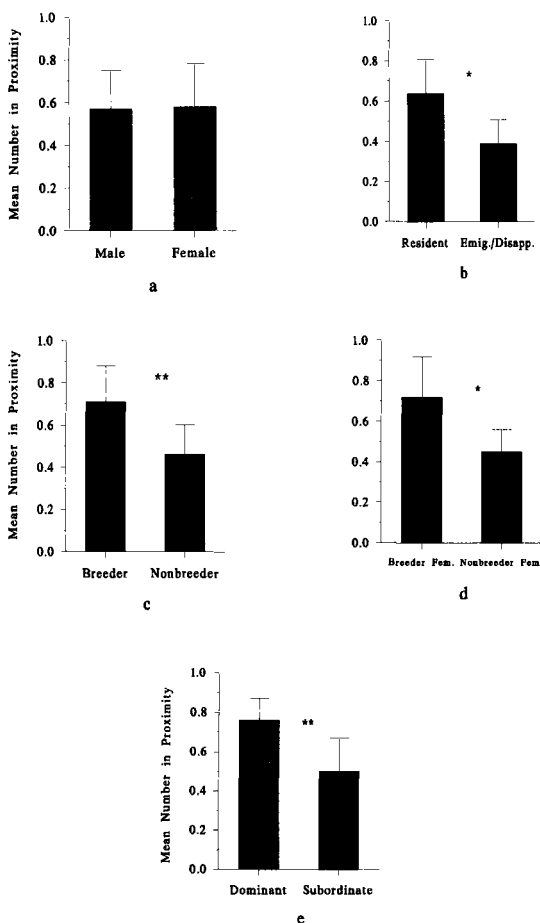 Mean Number in Proximity
1.0
0.8
0.6
0.4
0.2
0.0
Male Female
a
1.0
0.8
0.6
0.4
0.2
0.0
*
Resident Emig./Disapp.
b
Mean Number in Proximity
1.0
0.8
0.6
0.4
0.2
0.0
**
Breeder Nonbreeder
c
1.0
0.8
0.6
0.4
0.2
0.0
*
Breeder Fem. Nonbreeder Fem
d
Mean Number in Proximity
1.0
0.8
0.6
0.4
0.2
0.0
**
Dominant Subordinate
e